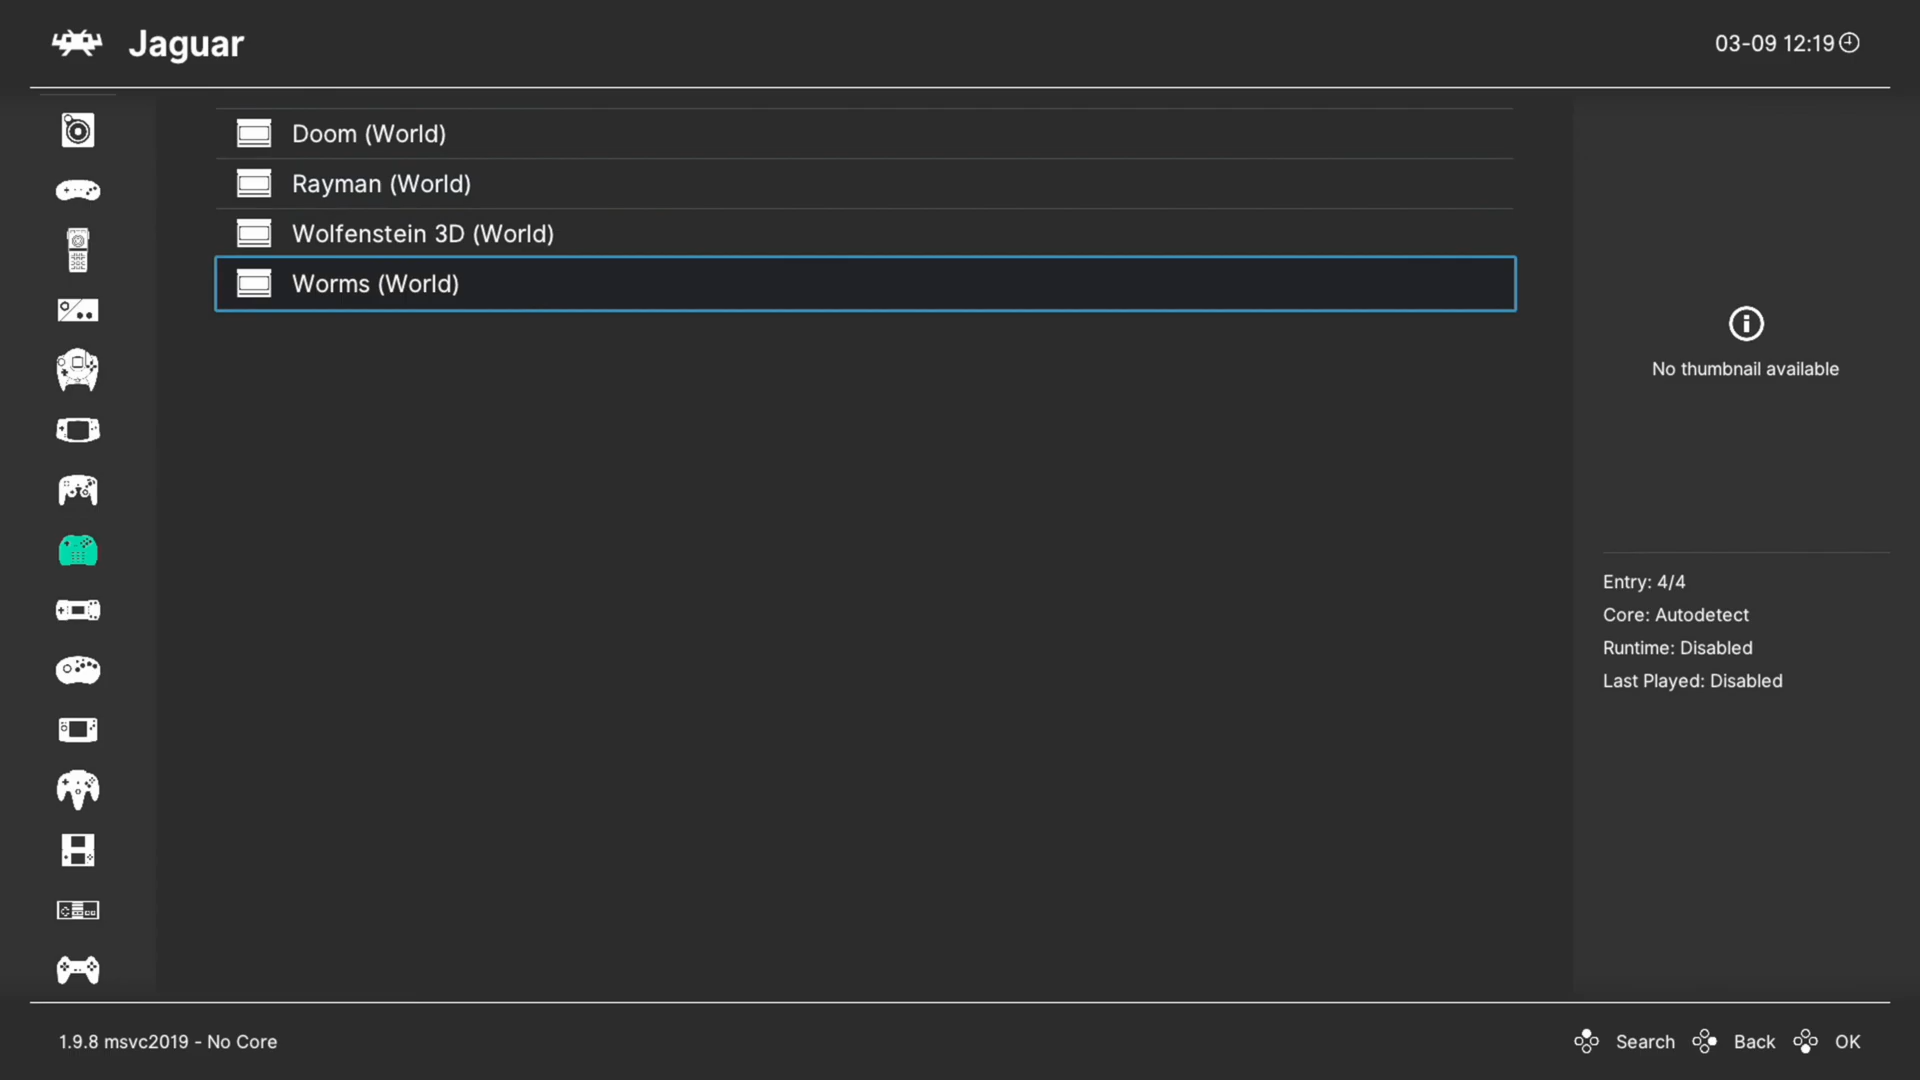 Jaguar
03-09 12:19
Doom (World)
Rayman (World)
Wolfenstein 3D (World)
Worms (World)
No thumbnail available
Entry: 4/4
Core: Autodetect
Runtime: Disabled
Last Played: Disabled
1.9.8 msvc2019 - No Core
Search Back OK